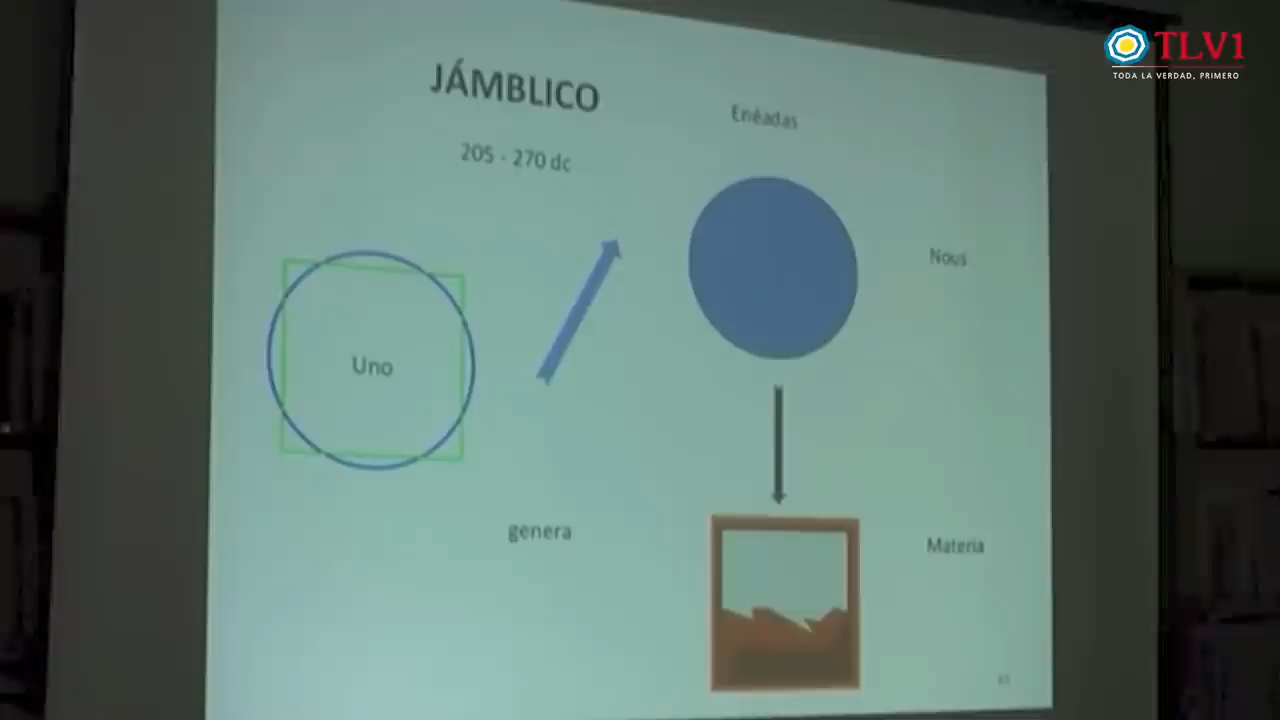 TLV1
TODA LA VERDAD, PRIMERO
JÁMBLICO
205 - 270 dc
Enéadas
Nous
Uno
genera
Materia